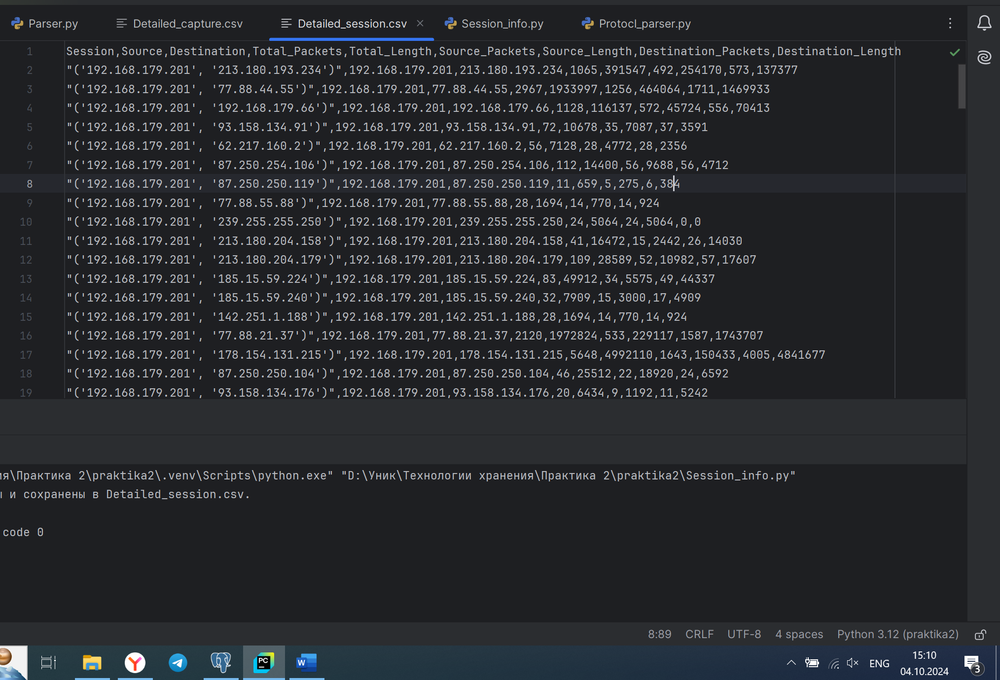 Parser.py Detailed_capture.csv Detailed_session.csv Session_info.py Protocl_parser.py
1 Session,Source,Destination,Total_Packets,Total_Length,Source_Packets,Source_Length,Destination_Packets,Destination_Length
2 "('192.168.179.201', '213.180.193.234')",192.168.179.201,213.180.193.234,1065,391547,492,254170,573,137377
3 "('192.168.179.201', '77.88.44.55')",192.168.179.201,77.88.44.55,2967,1933997,1256,464064,1711,1469933
4 "('192.168.179.201', '192.168.179.66')",192.168.179.201,192.168.179.66,1128,116137,572,45724,556,70413
5 "('192.168.179.201', '93.158.134.91')",192.168.179.201,93.158.134.91,72,10678,35,7087,37,3591
6 "('192.168.179.201', '62.217.160.2')",192.168.179.201,62.217.160.2,56,7128,28,4772,28,2356
7 "('192.168.179.201', '87.250.254.106')",192.168.179.201,87.250.254.106,112,14400,56,9688,56,4712
8 "('192.168.179.201', '87.250.250.119')",192.168.179.201,87.250.250.119,11,659,5,275,6,384
9 "('192.168.179.201', '77.88.55.88')",192.168.179.201,77.88.55.88,28,1694,14,770,14,924
10 "('192.168.179.201', '239.255.255.250')",192.168.179.201,239.255.255.250,24,5064,24,5064,0,0
11 "('192.168.179.201', '213.180.204.158')",192.168.179.201,213.180.204.158,41,16472,15,2442,26,14030
12 "('192.168.179.201', '213.180.204.179')",192.168.179.201,213.180.204.179,109,28589,52,10982,57,17607
13 "('192.168.179.201', '185.15.59.224')",192.168.179.201,185.15.59.224,83,49912,34,5575,49,44337
14 "('192.168.179.201', '185.15.59.240')",192.168.179.201,185.15.59.240,32,7909,15,3000,17,4909
15 "('192.168.179.201', '142.251.1.188')",192.168.179.201,142.251.1.188,28,1694,14,770,14,924
16 "('192.168.179.201', '77.88.21.37')",192.168.179.201,77.88.21.37,2120,1972824,533,229117,1587,1743707
17 "('192.168.179.201', '178.154.131.215')",192.168.179.201,178.154.131.215,5648,4992110,1643,150433,4005,4841677
18 "('192.168.179.201', '87.250.250.104')",192.168.179.201,87.250.250.104,46,25512,22,18920,24,6592
19 "('192.168.179.201', '93.158.134.176')",192.168.179.201,93.158.134.176,20,6434,9,1192,11,5242
ия\Практика 2\praktika2\.venv\Scripts\python.exe" "D:\Уник\Технологии хранения\Практика 2\praktika2\Session_info.py"
и сохранены в Detailed_session.csv.
code 0
8:89 CRLF UTF-8 4 spaces Python 3.12 (praktika2)
PC W ENG 15:10
04.10.2024 3